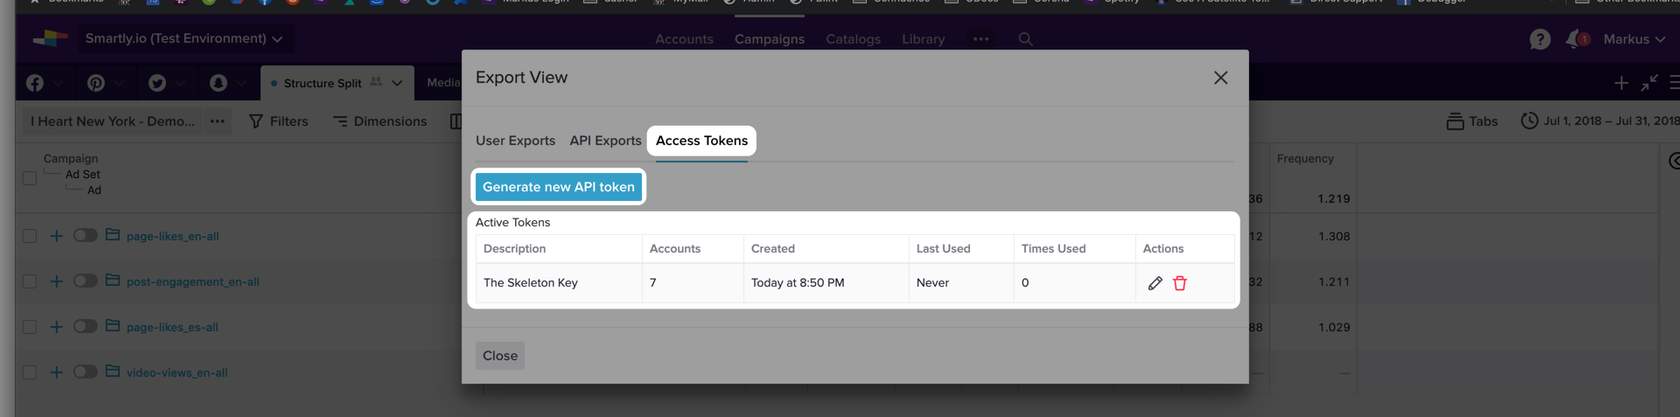 Smartly.io (Test Environment)
Accounts Campaigns Catalogs Library ••• 
? 1 Markus
Structure Split
Media
I Heart New York - Demo... ••• Filters Dimensions
Tabs Jul 1, 2018 – Jul 31, 2018
Campaign
Ad Set
Ad
Frequency
36 1.219
page-likes_en-all
12 1.308
post-engagement_en-all
32 1.211
page-likes_es-all
88 1.029
video-views_en-all
— —
Export View
User Exports API Exports Access Tokens
Generate new API token
Active Tokens
Description Accounts Created Last Used Times Used Actions
The Skeleton Key 7 Today at 8:50 PM Never 0
Close